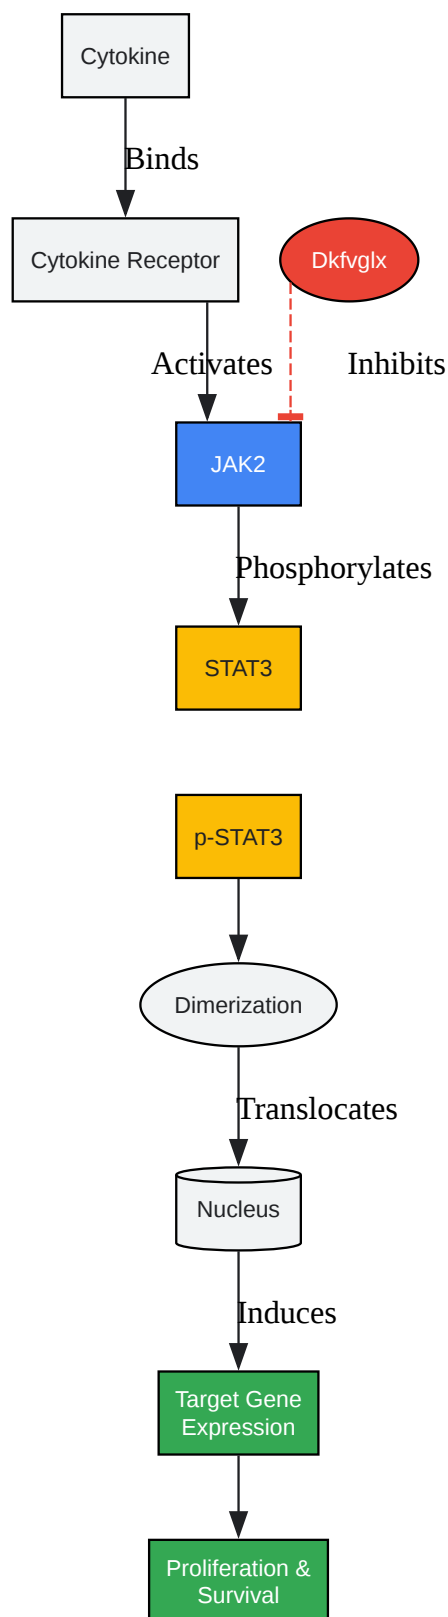 Cytokine
Binds
Cytokine Receptor
Dkfvglx
Activates
Inhibits
JAK2
Phosphorylates
STAT3
p-STAT3
Dimerization
Translocates
Nucleus
Induces
Target Gene
Expression
Proliferation &
Survival